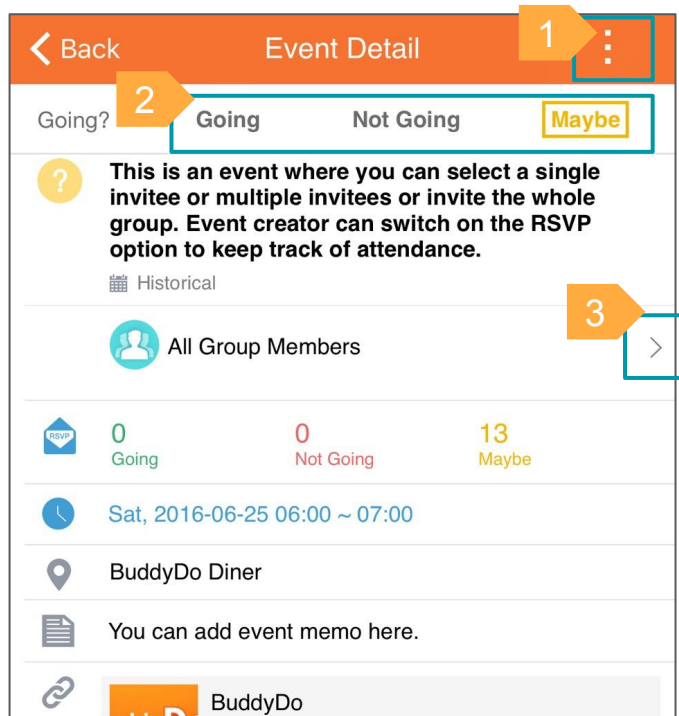 Back Event Detail 1
2
Going? Going Not Going Maybe
?
This is an event where you can select a single
invitee or multiple invitees or invite the whole
group. Event creator can switch on the RSVP
option to keep track of attendance.
Historical
3
All Group Members
RSVP
0 0 13
Going Not Going Maybe
Sat, 2016-06-25 06:00 ~ 07:00
BuddyDo Diner
You can add event memo here.
BuddyDo